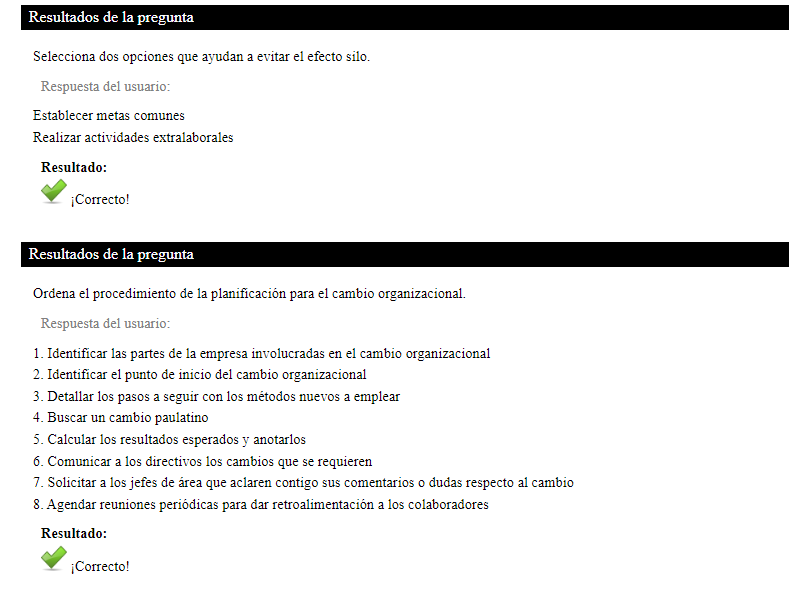 Resultados de la pregunta
Selecciona dos opciones que ayudan a evitar el efecto silo.
Respuesta del usuario:
Establecer metas comunes
Realizar actividades extralaborales
Resultado:
¡Correcto!
Resultados de la pregunta
Ordena el procedimiento de la planificación para el cambio organizacional.
Respuesta del usuario:
1. Identificar las partes de la empresa involucradas en el cambio organizacional
2. Identificar el punto de inicio del cambio organizacional
3. Detallar los pasos a seguir con los métodos nuevos a emplear
4. Buscar un cambio paulatino
5. Calcular los resultados esperados y anotarlos
6. Comunicar a los directivos los cambios que se requieren
7. Solicitar a los jefes de área que aclaren contigo sus comentarios o dudas respecto al cambio
8. Agendar reuniones periódicas para dar retroalimentación a los colaboradores
Resultado:
¡Correcto!